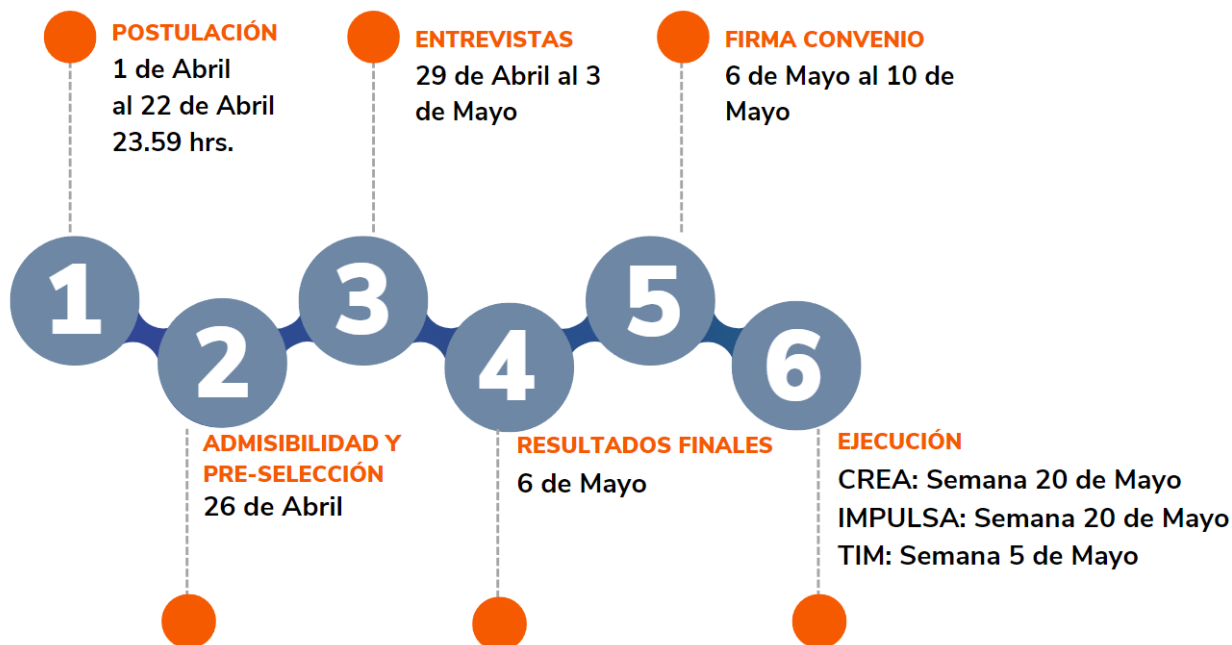 POSTULACIÓN
1 de Abril
al 22 de Abril
23.59 hrs.
ENTREVISTAS
29 de Abril al 3
de Mayo
FIRMA CONVENIO
6 de Mayo al 10 de
Mayo
1
2
3
4
5
6
ADMISIBILIDAD Y
PRE-SELECCIÓN
26 de Abril
RESULTADOS FINALES
6 de Mayo
EJECUCIÓN
CREA: Semana 20 de Mayo
IMPULSA: Semana 20 de Mayo
TIM: Semana 5 de Mayo